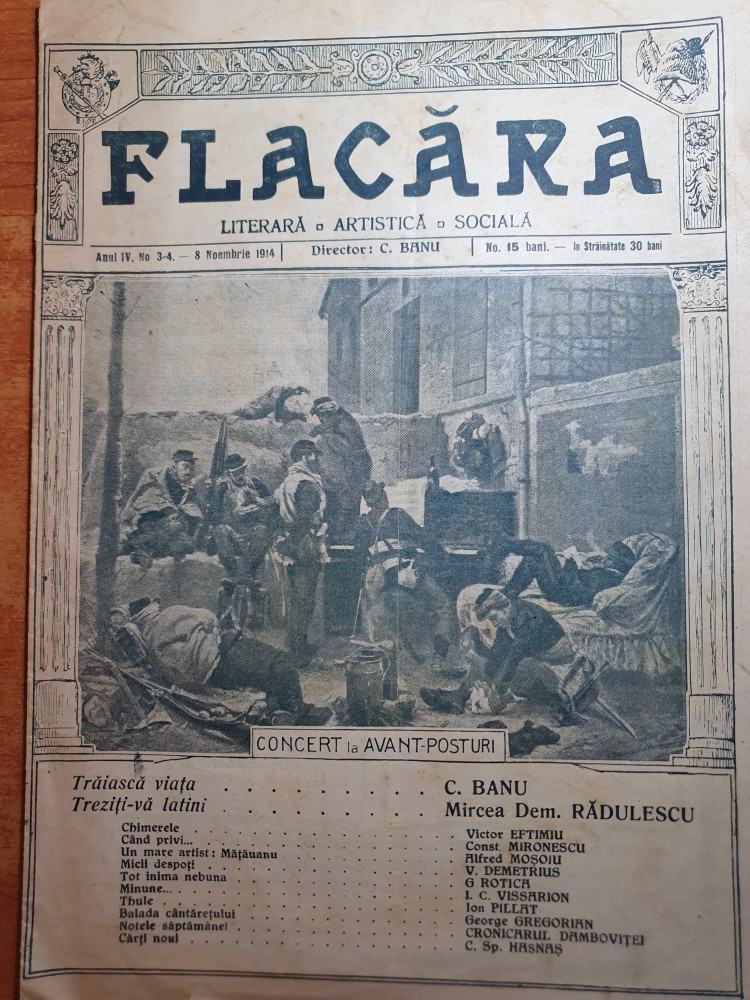 FLACĂRA
LITERARĂ ▫ ARTISTICĂ ▫ SOCIALĂ
Anul IV, No 3-4. — 8 Noembrie 1914 | Director: C. BANU | No. 15 bani. — In Străinătate 30 bani
CONCERT la AVANT-POSTURI
Trăiască viața . . . . . . . . . C. BANU
Treziți-vă latini . . . . . . . . . Mircea Dem. RĂDULESCU
Chimerele . . . . . . . . . Victor EFTIMIU
Când privi... . . . . . . . . . Const. MIRONESCU
Un mare artist: Mățăuanu . . . . . . . . . Alfred MOȘOIU
Micii despoți . . . . . . . . . V. DEMETRIUS
Tot inima nebuna . . . . . . . . . G ROTICA
Minune... . . . . . . . . . I. C. VISSARION
Thule . . . . . . . . . Ion PILLAT
Balada cântărețului . . . . . . . . . George GREGORIAN
Notele săptămânei . . . . . . . . . CRONICARUL DAMBOVIȚEI
Cărți noui . . . . . . . . . C. Sp. HASNAȘ